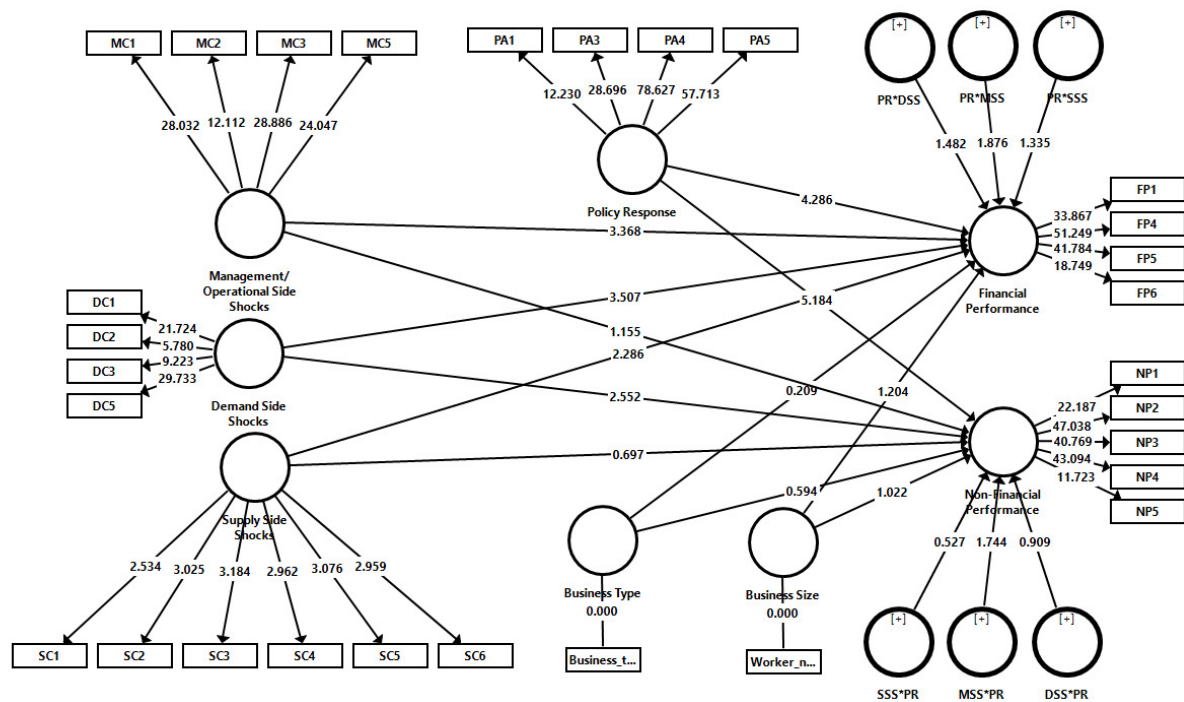 MC1
MC2
MC3
MC5
PA1
PA3
PA4
PA5
[+]
[+]
[+]
PR*DSS
PR*MSS
PR*SSS
28.032
12.112
28.886
24.047
12.230
28.696
78.627
57.713
1.482
1.876
1.335
Policy Response
4.286
3.368
FP1
FP4
FP5
FP6
33.867
51.249
41.784
18.749
Financial
Performance
Management/
Operational Side
Shocks
DC1
DC2
DC3
DC5
21.724
5.780
9.223
29.733
3.507
5.184
1.155
2.286
Demand Side
Shocks
0.209
1.204
2.552
0.697
NP1
NP2
NP3
NP4
NP5
22.187
47.038
40.769
43.094
11.723
Non-Financial
Performance
Supply Side
Shocks
0.594
1.022
2.534
3.025
3.184
2.962
3.076
2.959
0.527
1.744
0.909
Business Type
0.000
Business Size
0.000
SC1
SC2
SC3
SC4
SC5
SC6
Business_t...
Worker_n...
[+]
[+]
[+]
SSS*PR
MSS*PR
DSS*PR